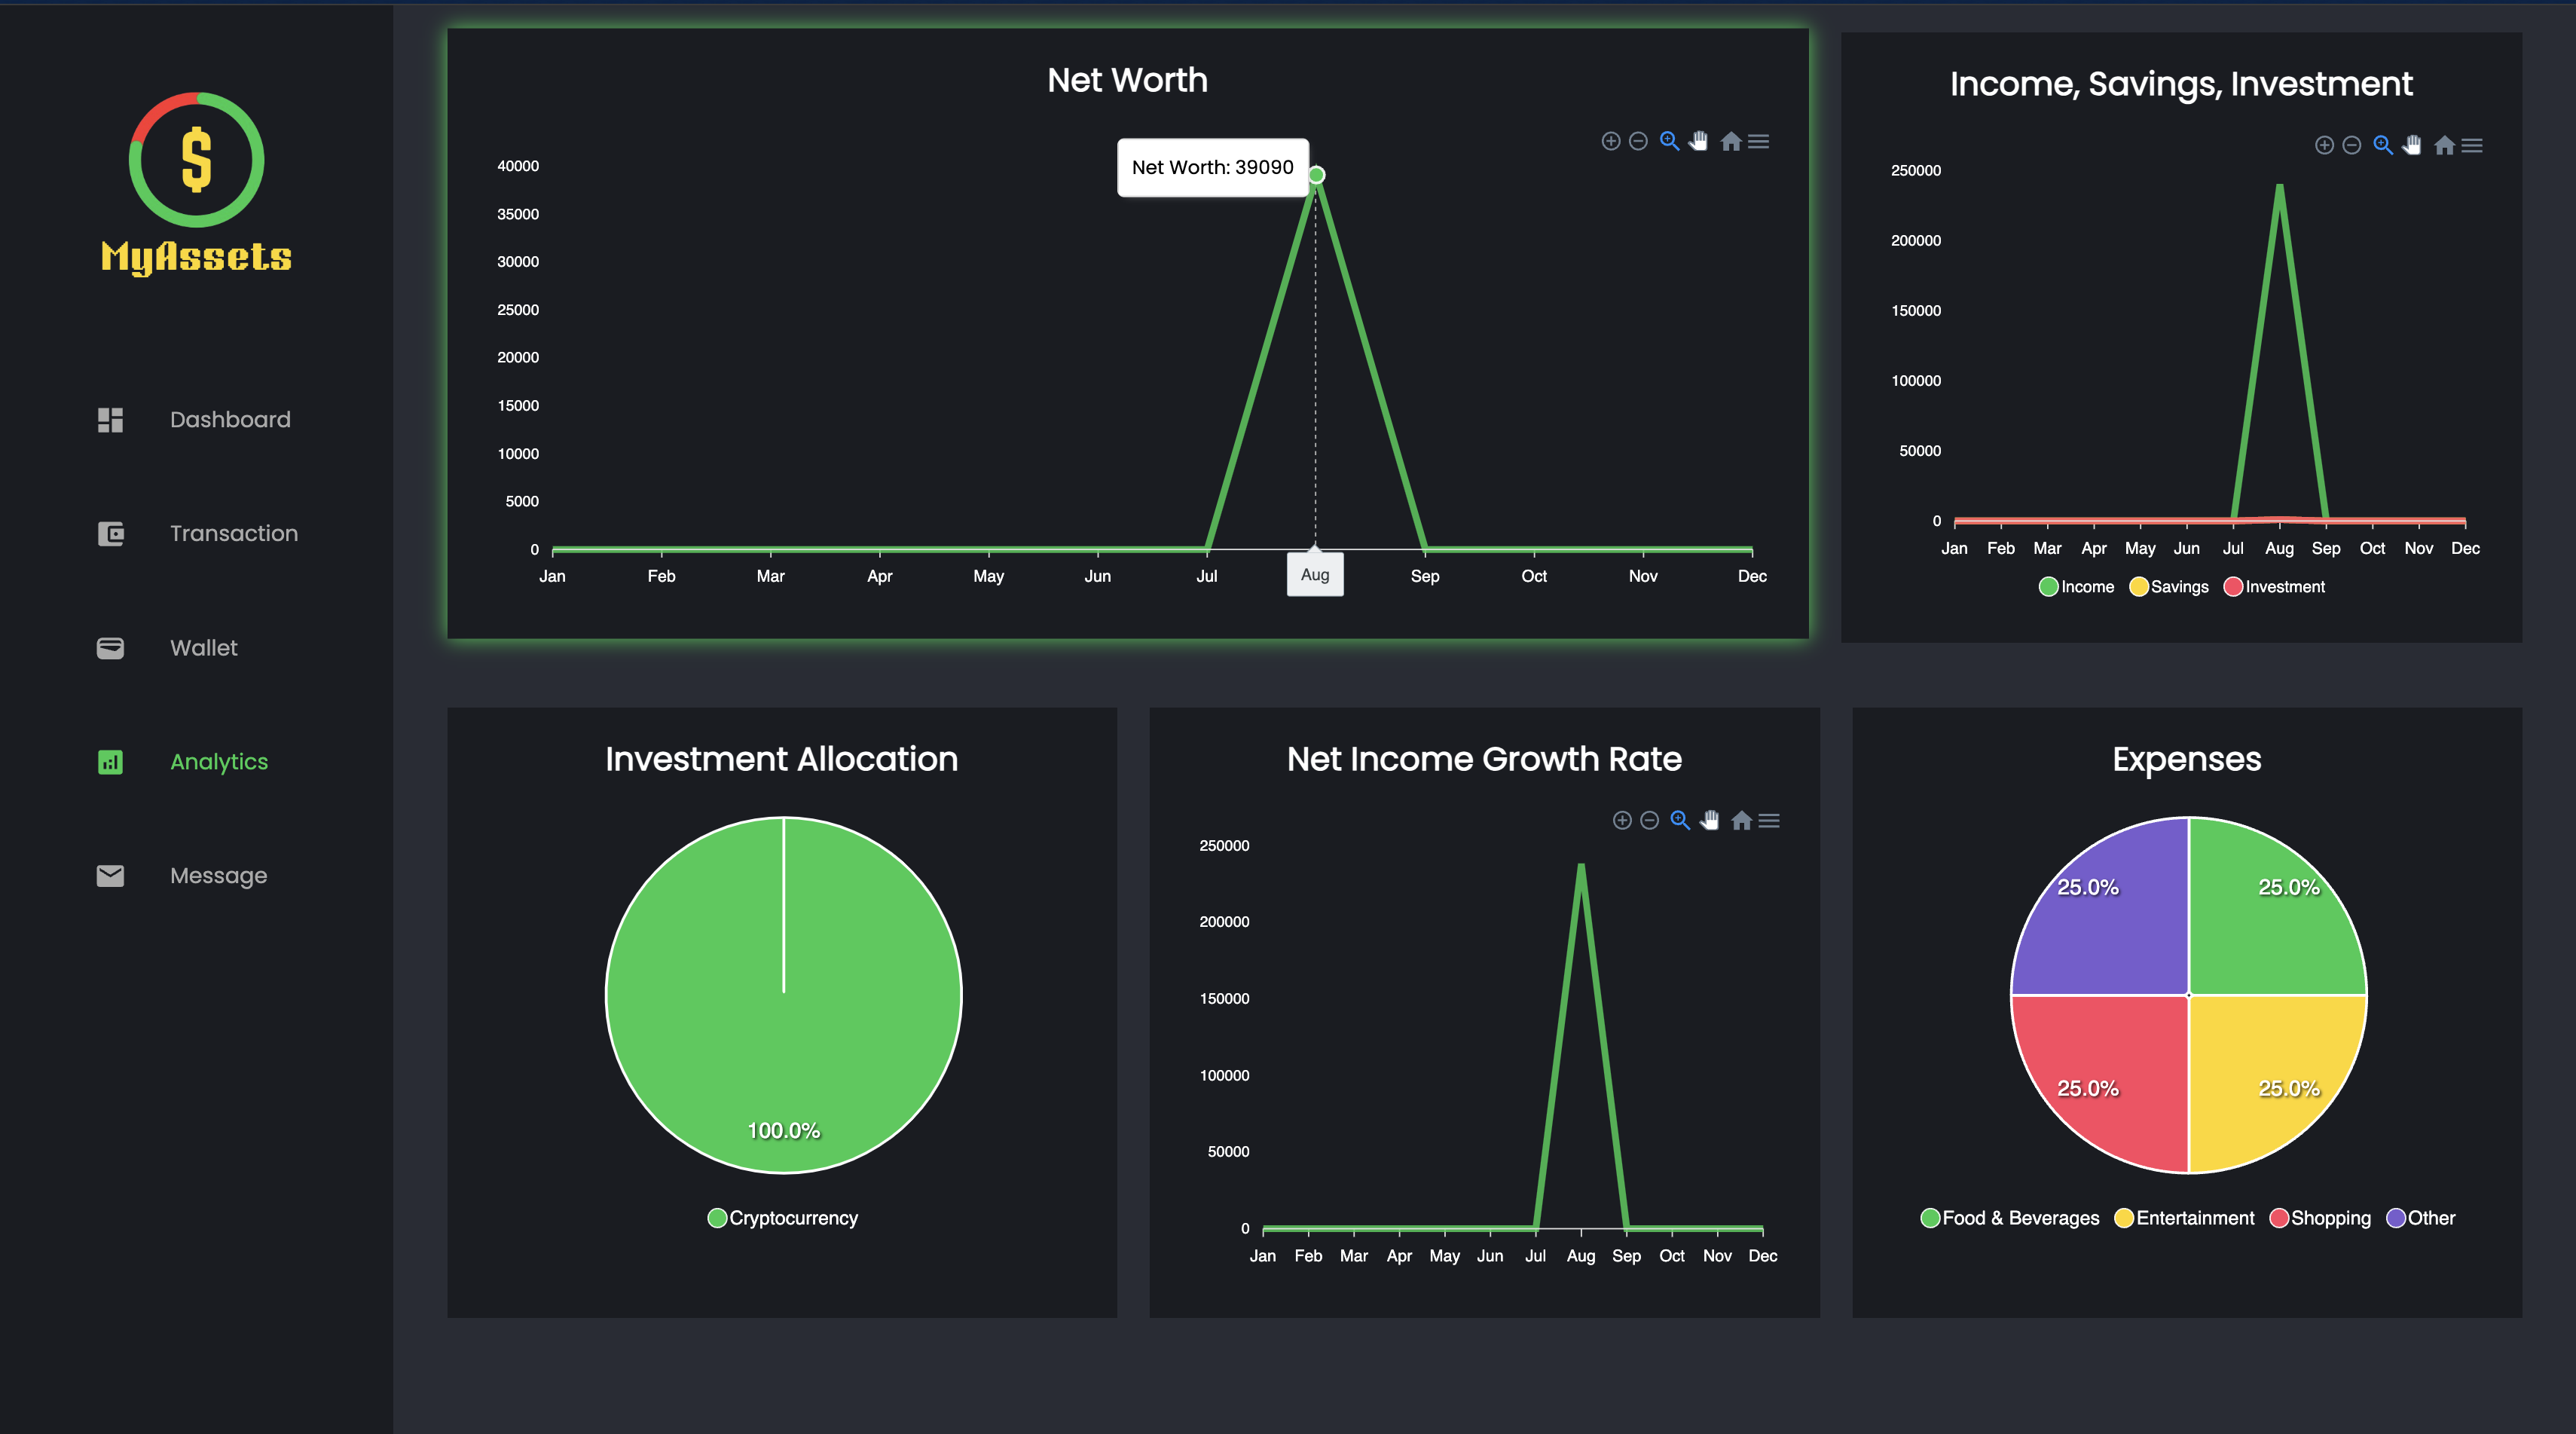 $
MyAssets
Dashboard
Transaction
Wallet
Analytics
Message
Net Worth
Net Worth: 39090
40000
35000
30000
25000
20000
15000
10000
5000
0
Jan Feb Mar Apr May Jun Jul Aug Sep Oct Nov Dec
Income, Savings, Investment
250000
200000
150000
100000
50000
0
Jan Feb Mar Apr May Jun Jul Aug Sep Oct Nov Dec
Income Savings Investment
Investment Allocation
100.0%
Cryptocurrency
Net Income Growth Rate
250000
200000
150000
100000
50000
0
Jan Feb Mar Apr May Jun Jul Aug Sep Oct Nov Dec
Expenses
25.0% 25.0%
25.0% 25.0%
Food & Beverages Entertainment Shopping Other